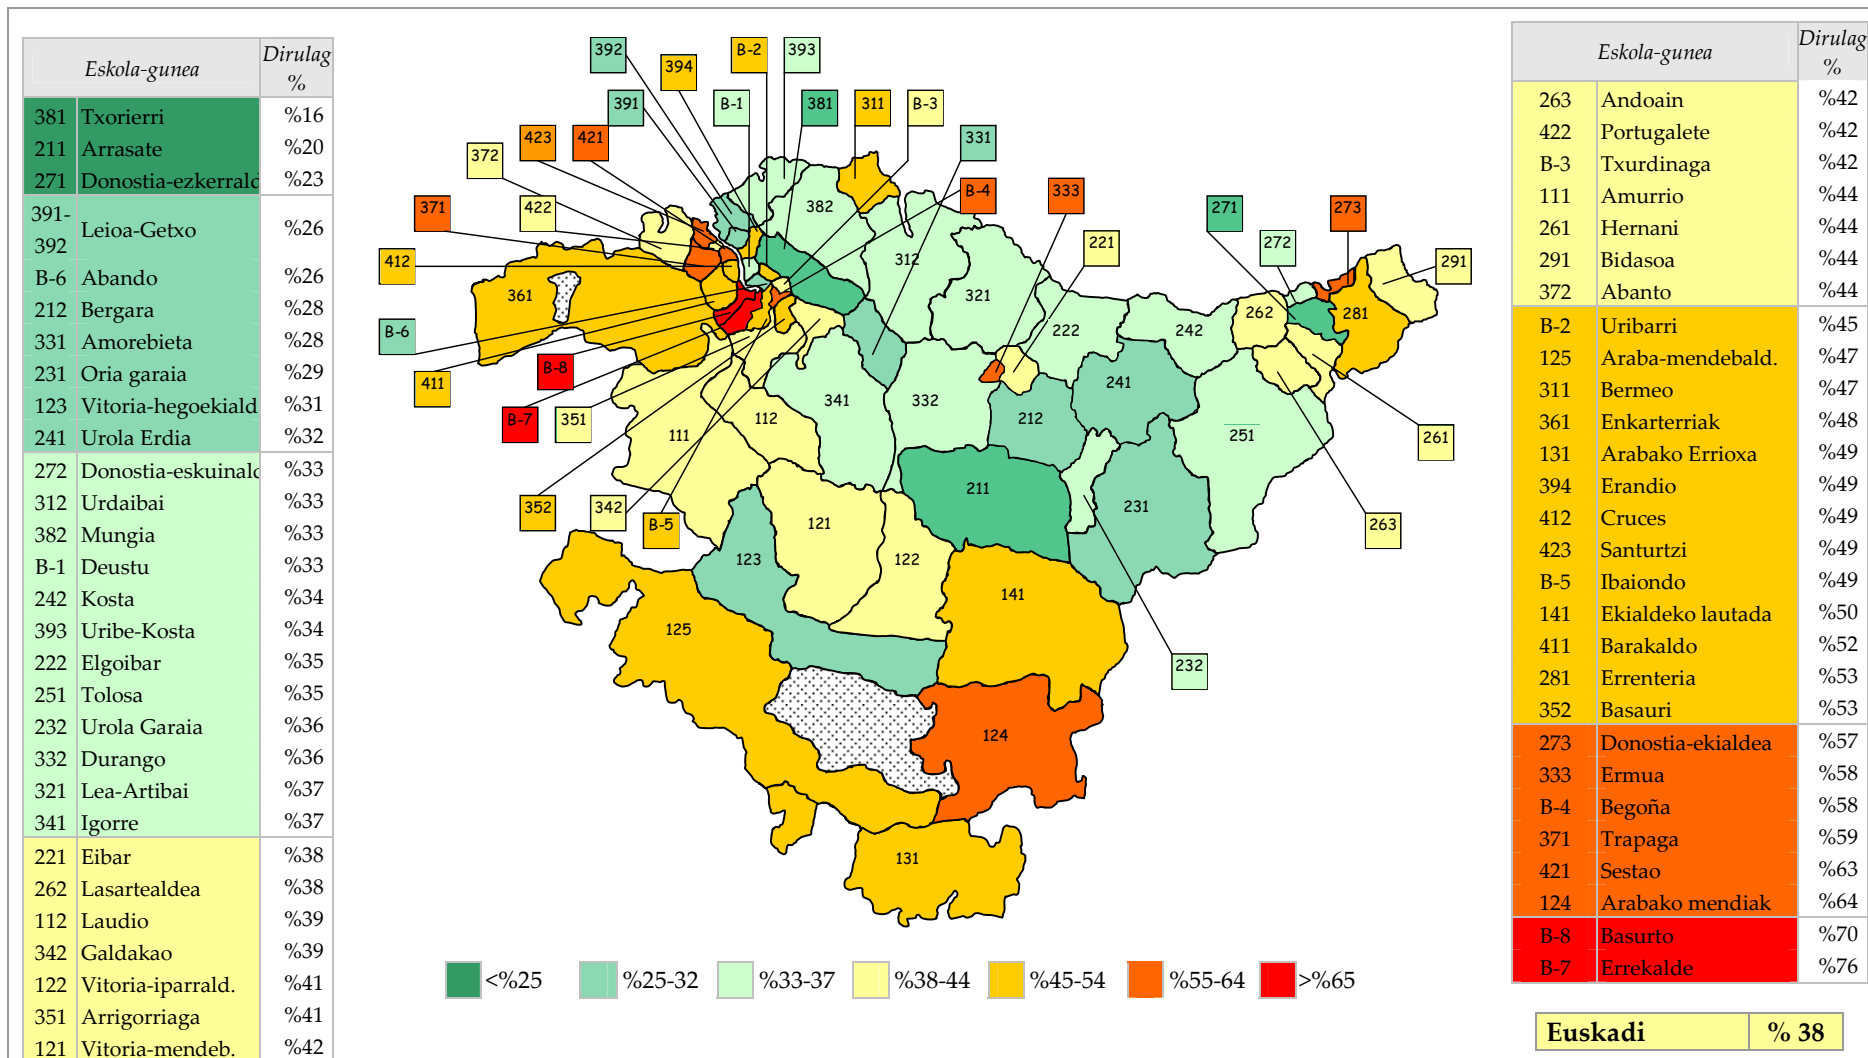 Eskola-gunea Dirulag %
381 Txorierri %16
211 Arrasate %20
271 Donostia-ezkerrald %23
391-392 Leioa-Getxo %26
B-6 Abando %26
212 Bergara %28
331 Amorebieta %28
231 Oria garaia %29
123 Vitoria-hegoekiald %31
241 Urola Erdia %32
272 Donostia-eskuinald %33
312 Urdaibai %33
382 Mungia %33
B-1 Deustu %33
242 Kosta %34
393 Uribe-Kosta %34
222 Elgoibar %35
251 Tolosa %35
232 Urola Garaia %36
332 Durango %36
321 Lea-Artibai %37
341 Igorre %37
221 Eibar %38
262 Lasartealdea %38
112 Laudio %39
342 Galdakao %39
122 Vitoria-iparrald. %41
351 Arrigorriaga %41
121 Vitoria-mendeb. %42
392
394
B-2
393
391
B-1
381
311
B-3
423
421
331
372
B-4
333
271
273
371
422
382
221
272
412
312
291
361
321
262
281
B-6
222
242
B-8
241
411
341
332
212
B-7
351
111
112
251
261
211
231
352
342
B-5
121
263
123
122
141
125
232
124
131
<%25
%25-32
%33-37
%38-44
%45-54
%55-64
>%65
Eskola-gunea Dirulag %
263 Andoain %42
422 Portugalete %42
B-3 Txurdinaga %42
111 Amurrio %44
261 Hernani %44
291 Bidasoa %44
372 Abanto %44
B-2 Uribarri %45
125 Araba-mendebald. %47
311 Bermeo %47
361 Enkarterriak %48
131 Arabako Errioxa %49
394 Erandio %49
412 Cruces %49
423 Santurtzi %49
B-5 Ibaiondo %49
141 Ekialdeko lautada %50
411 Barakaldo %52
281 Errenteria %53
352 Basauri %53
273 Donostia-ekialdea %57
333 Ermua %58
B-4 Begoña %58
371 Trapaga %59
421 Sestao %63
124 Arabako mendiak %64
B-8 Basurto %70
B-7 Errekalde %76
Euskadi % 38